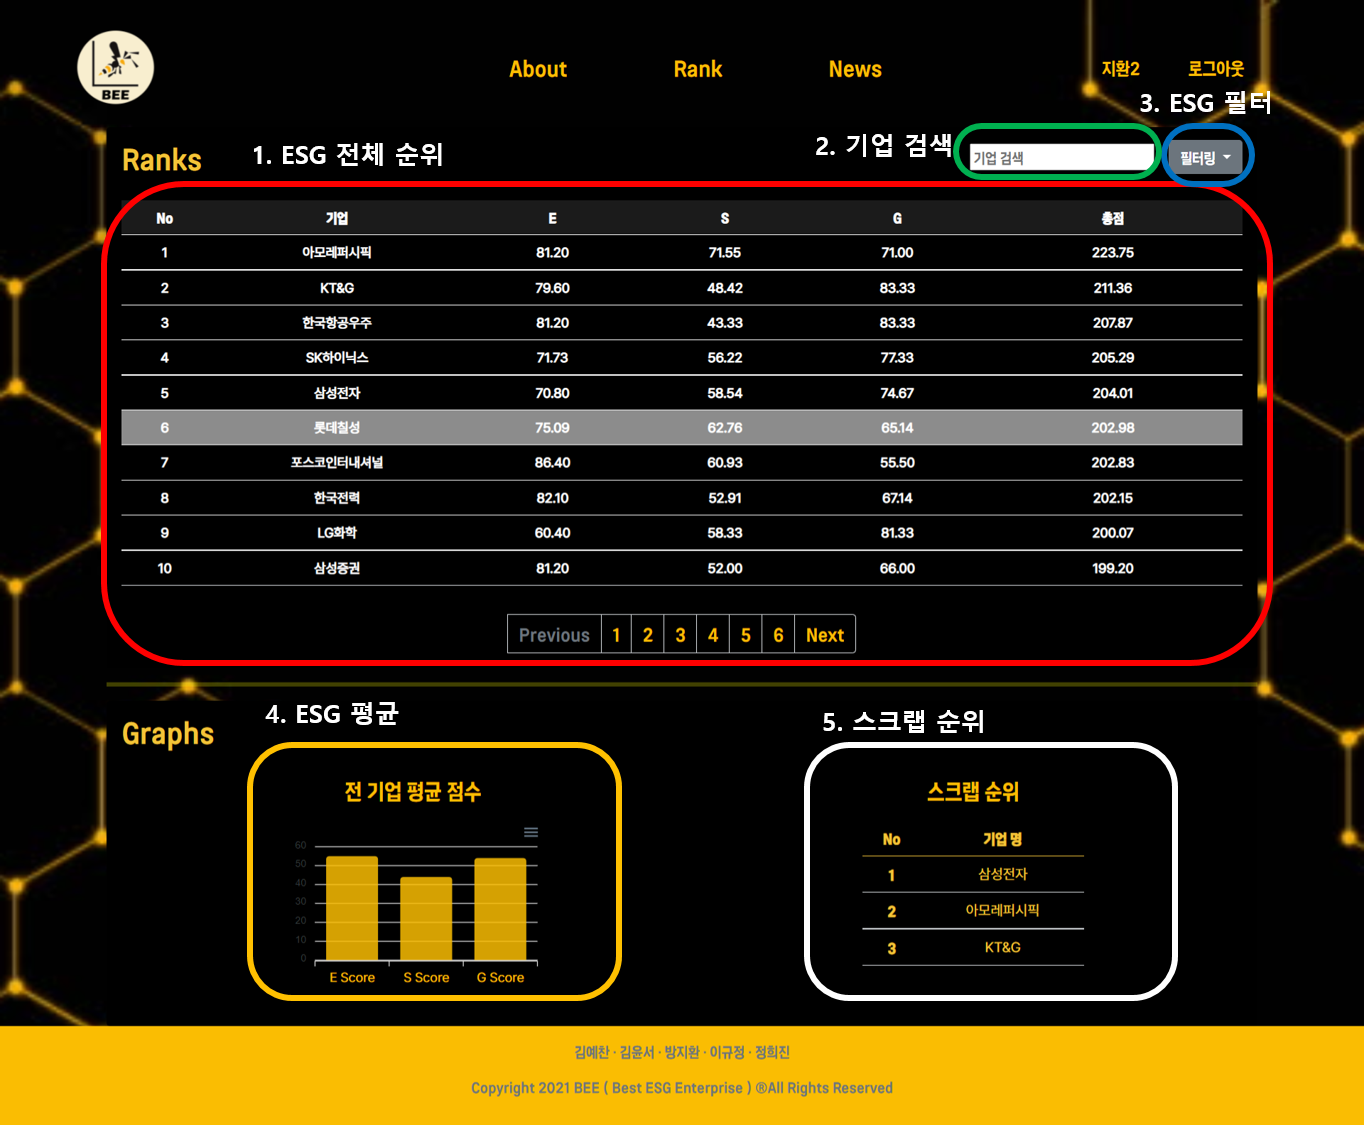 BEE
About Rank News 지환2 로그아웃
3. ESG 필터
Ranks 1. ESG 전체 순위 2. 기업 검색 기업 검색 필터링
No 기업 E S G 총점
1 아모레퍼시픽 81.20 71.55 71.00 223.75
2 KT&G 79.60 48.42 83.33 211.36
3 한국항공우주 81.20 43.33 83.33 207.87
4 SK하이닉스 71.73 56.22 77.33 205.29
5 삼성전자 70.80 58.54 74.67 204.01
6 롯데칠성 75.09 62.76 65.14 202.98
7 포스코인터내셔널 86.40 60.93 55.50 202.83
8 한국전력 82.10 52.91 67.14 202.15
9 LG화학 60.40 58.33 81.33 200.07
10 삼성증권 81.20 52.00 66.00 199.20
Previous 1 2 3 4 5 6 Next
Graphs 4. ESG 평균 5. 스크랩 순위
전 기업 평균 점수
60
50
40
30
20
10
0
E Score S Score G Score
스크랩 순위
No 기업 명
1 삼성전자
2 아모레퍼시픽
3 KT&G
김예찬 · 김윤서 · 방지환 · 이규정 · 정희진
Copyright 2021 BEE ( Best ESG Enterprise ) ®All Rights Reserved